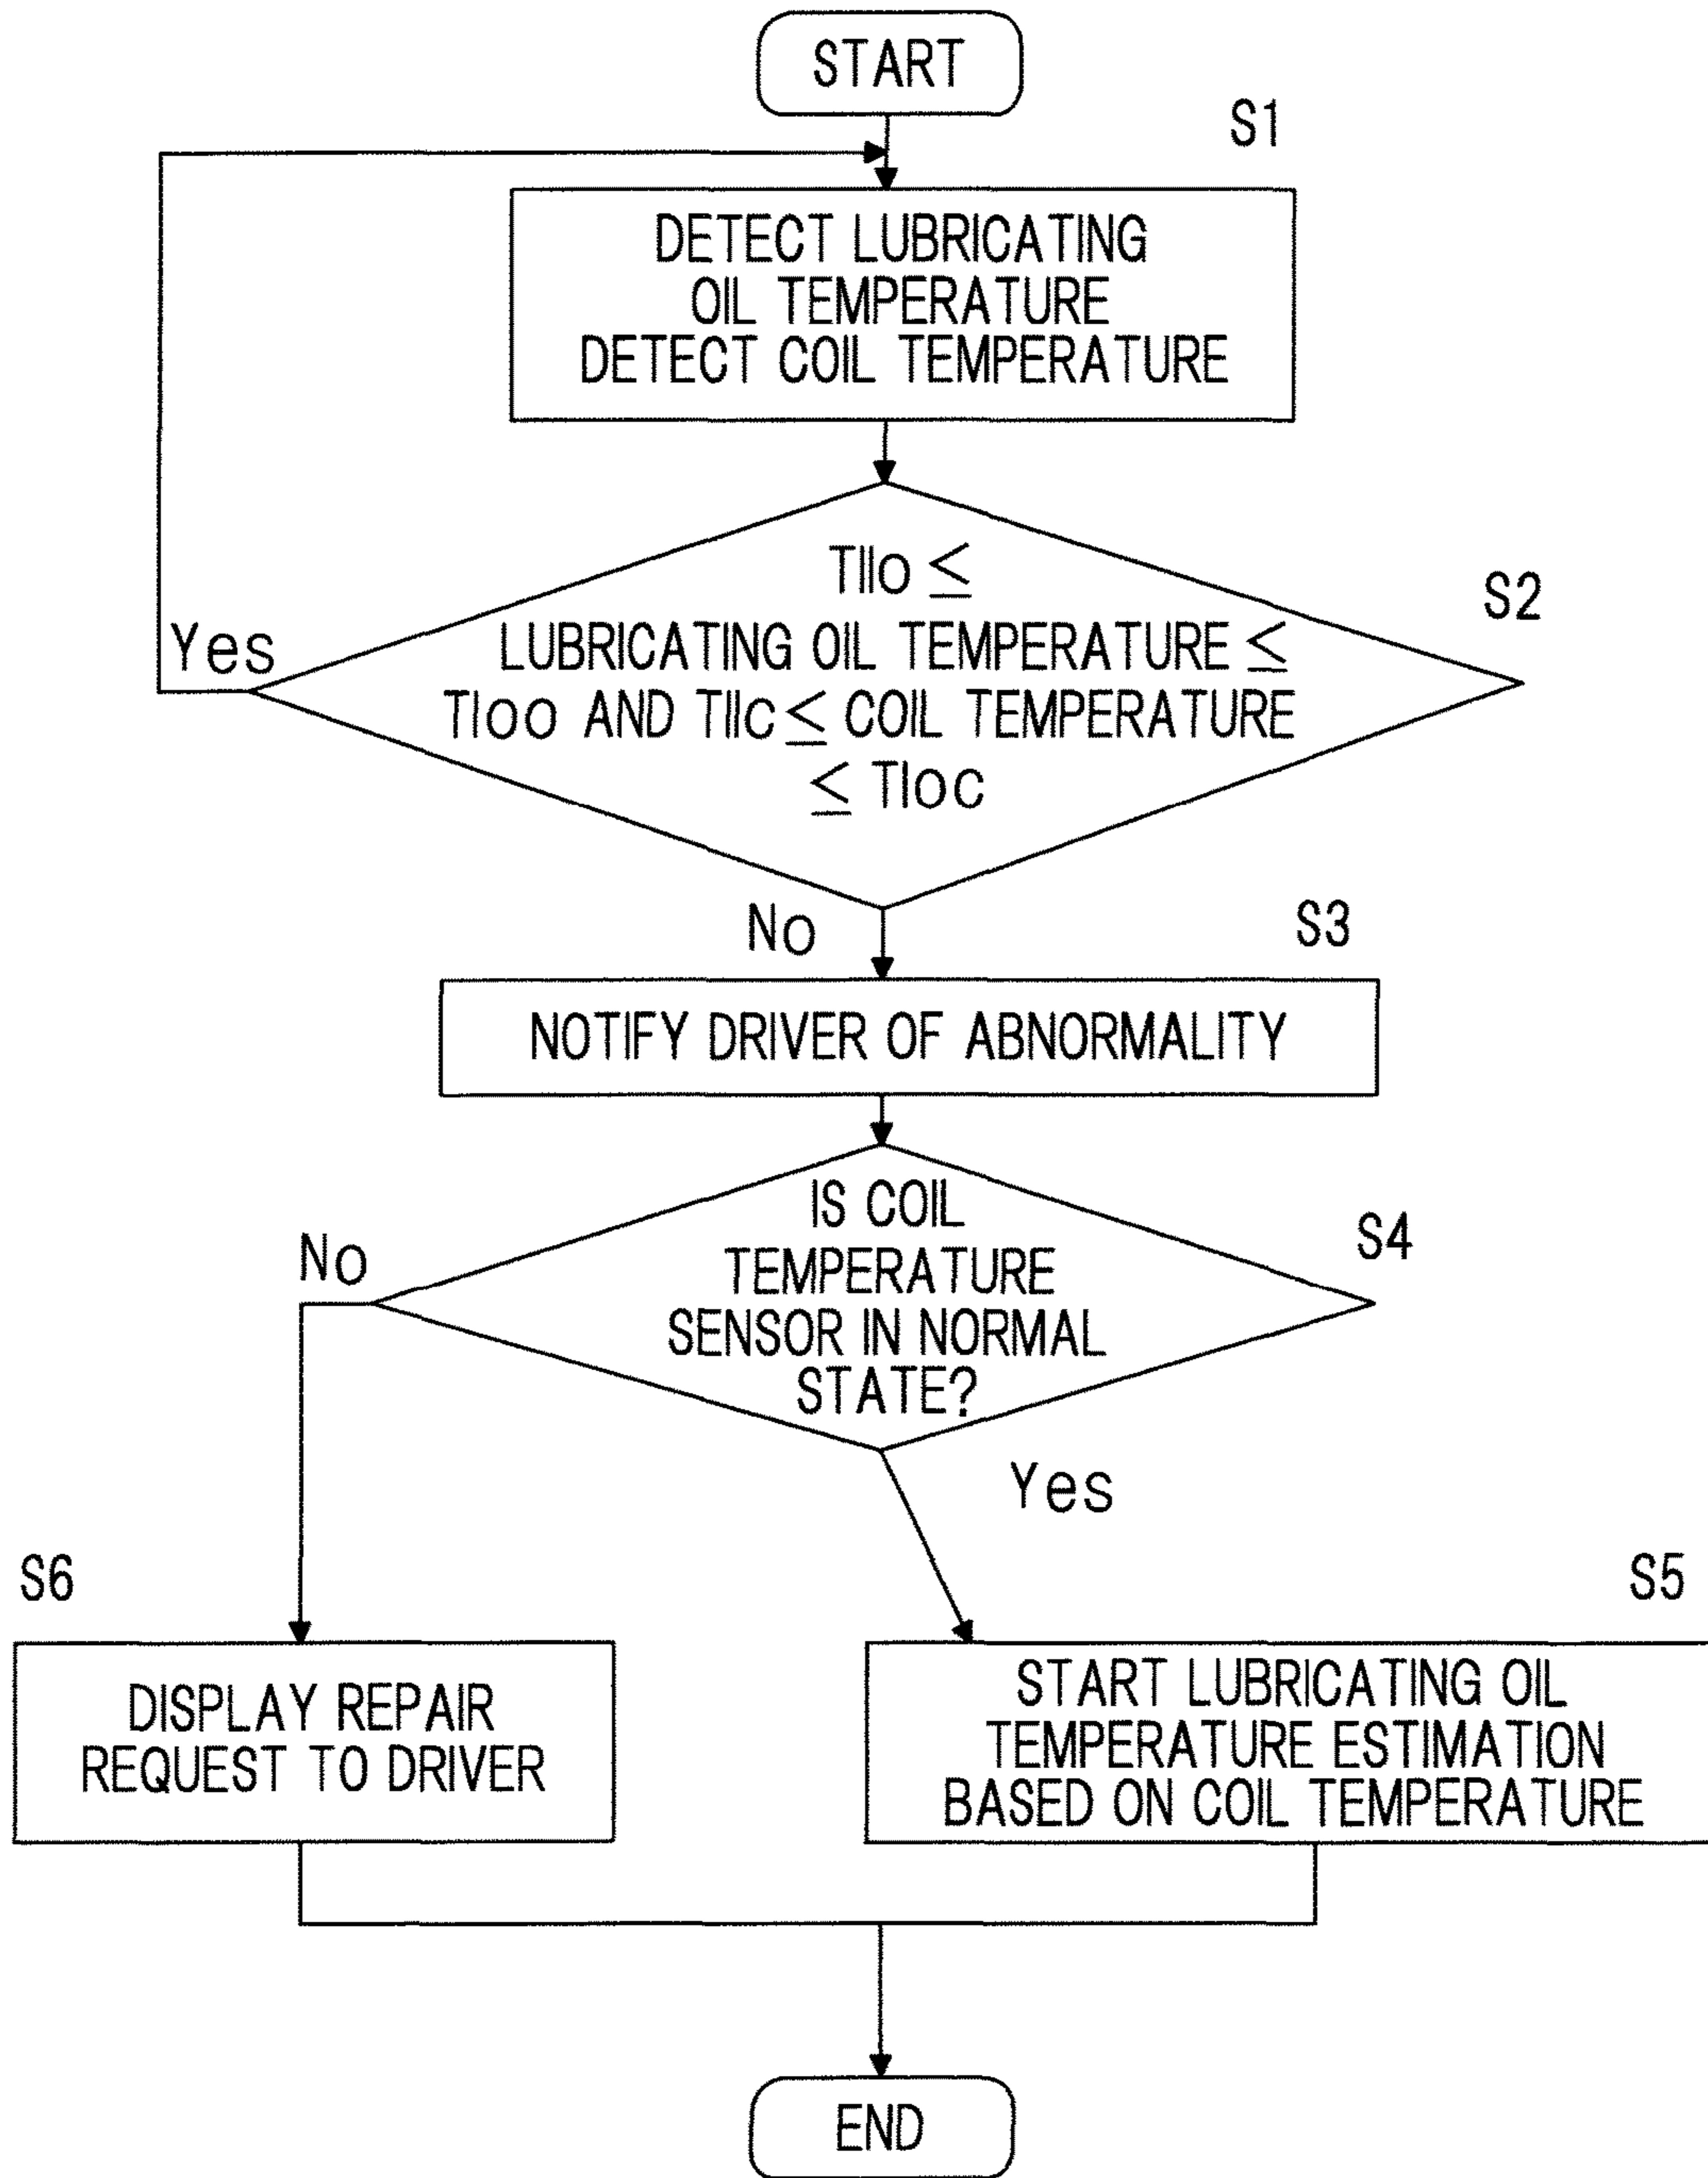 START
S1
DETECT LUBRICATING
OIL TEMPERATURE
DETECT COIL TEMPERATURE
Tllo ≤
S2
Yes
LUBRICATING OIL TEMPERATURE ≤
Tloo AND Tllc ≤ COIL TEMPERATURE
≤ Tloc
No
S3
NOTIFY DRIVER OF ABNORMALITY
IS COIL
TEMPERATURE
SENSOR IN NORMAL
STATE?
S4
No
Yes
S6
S5
DISPLAY REPAIR
REQUEST TO DRIVER
START LUBRICATING OIL
TEMPERATURE ESTIMATION
BASED ON COIL TEMPERATURE
END